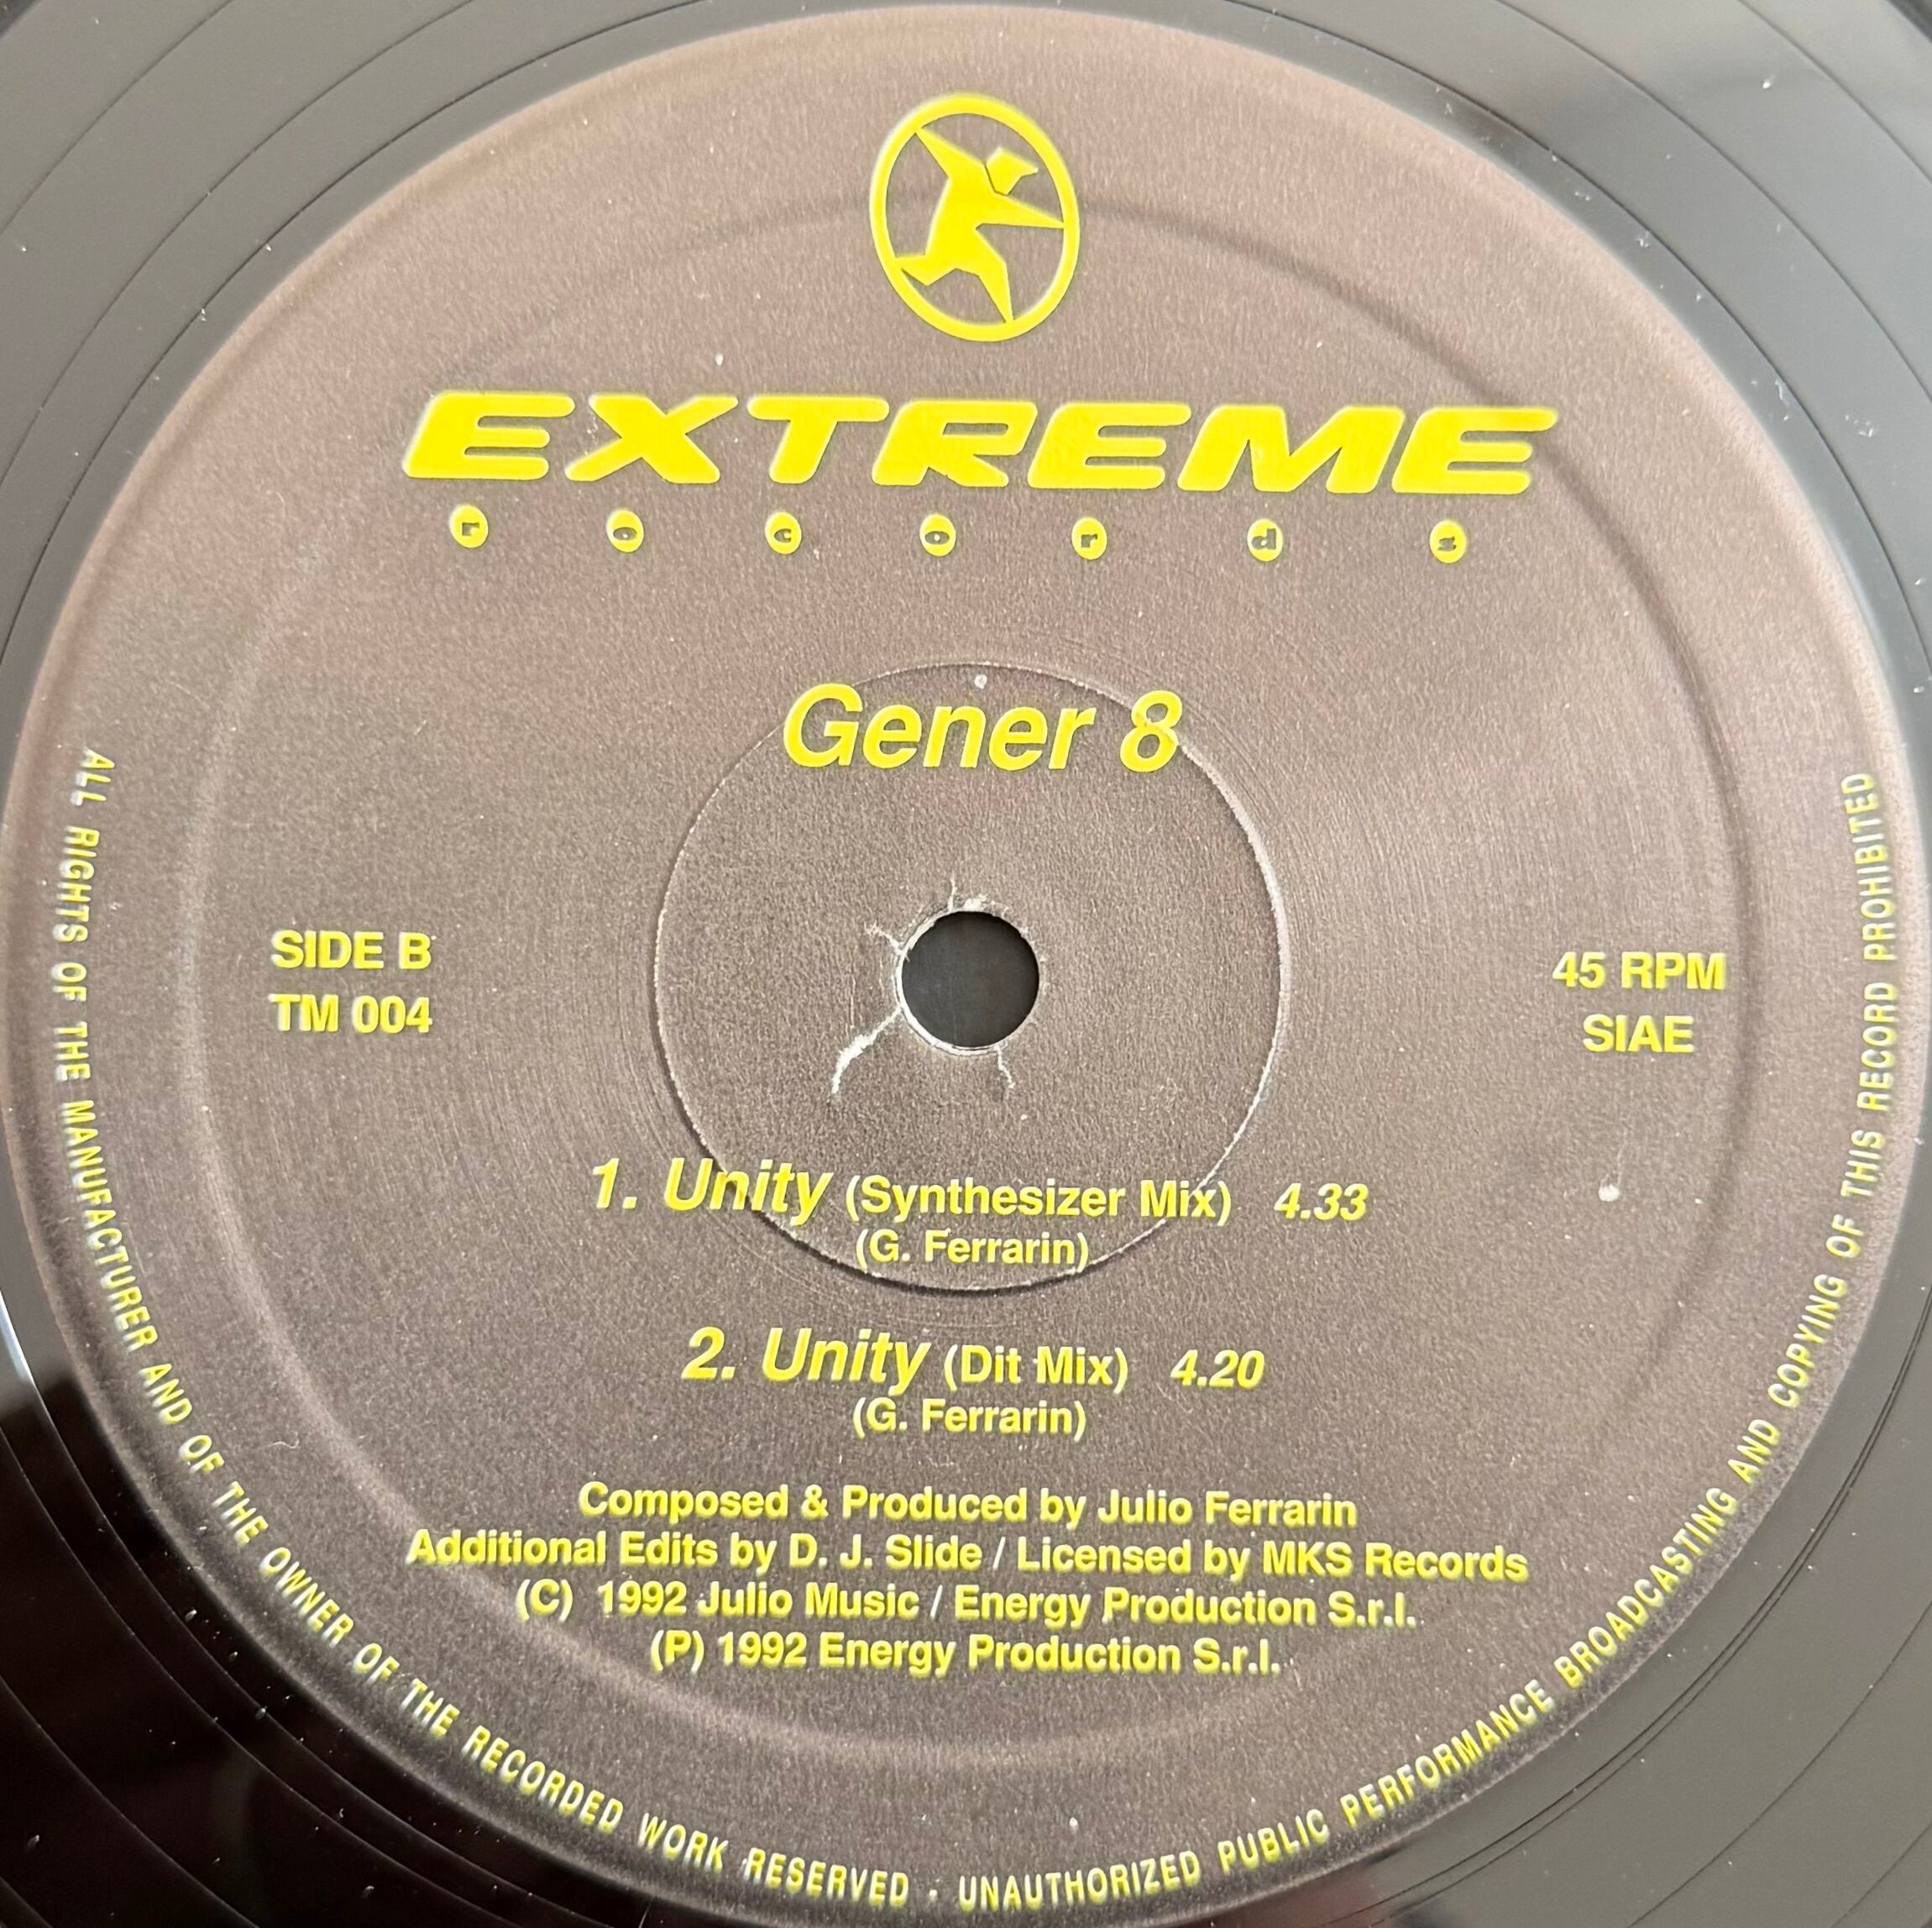 EXTREME
records
Gener 8
SIDE B
TM 004
45 RPM
SIAE
1. Unity (Synthesizer Mix) 4.33
(G. Ferrarin)
2. Unity (Dit Mix) 4.20
(G. Ferrarin)
Composed & Produced by Julio Ferrarin
Additional Edits by D. J. Slide / Licensed by MKS Records
(C) 1992 Julio Music / Energy Production S.r.l.
(P) 1992 Energy Production S.r.l.
ALL RIGHTS OF THE MANUFACTURER AND OF THE OWNER OF THE RECORDED WORK RESERVED · UNAUTHORIZED PUBLIC PERFORMANCE BROADCASTING AND COPYING OF THIS RECORD PROHIBITED